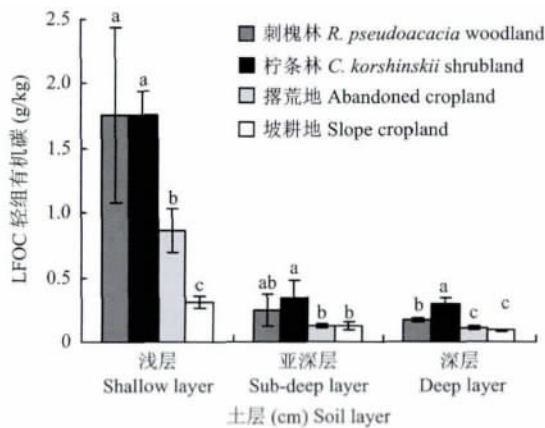 LFOC 轻组有机碳 (g/kg)
2.5
2.0
1.5
1.0
0.5
0
刺槐林 R. pseudoacacia woodland
柠条林 C. korshinskii shrubland
撂荒地 Abandoned cropland
坡耕地 Slope cropland
a
a
b
c
ab
a
b
b
b
a
c
c
浅层
Shallow layer
亚深层
Sub-deep layer
深层
Deep layer
土层 (cm) Soil layer